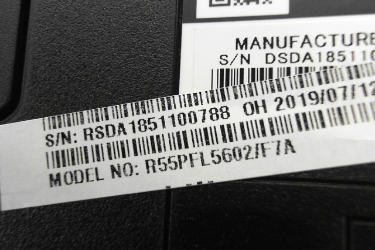 MANUFACTURE
S/N DSDA18511
S/N: RSDA1851100788 OH 2019/07/12
MODEL NO: R55PFL5602/F7A